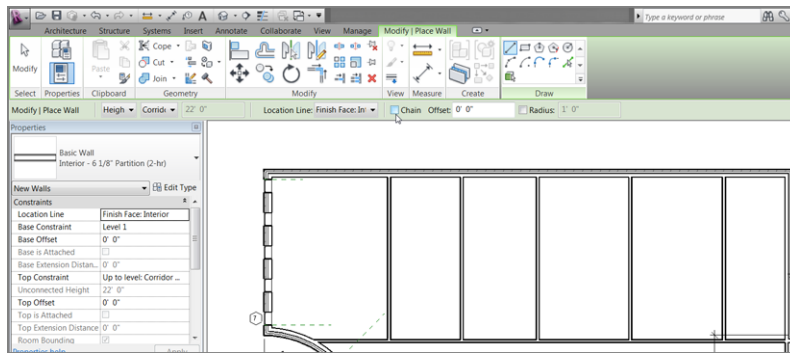 Type a keyword or phrase
Architecture Structure Systems Insert Annotate Collaborate View Manage Modify | Place Wall
Modify Paste Cope Cut Join
Select Properties Clipboard Geometry Modify View Measure Create Draw
Modify | Place Wall Heigh Corrido 22' 0" Location Line: Finish Face: In Chain Offset: 0' 0" Radius: 1' 0"
Properties
Basic Wall
Interior - 6 1/8" Partition (2-hr)
New Walls Edit Type
Constraints
Location Line Finish Face: Interior
Base Constraint Level 1
Base Offset 0' 0"
Base is Attached
Base Extension Distan... 0' 0"
Top Constraint Up to level: Corridor ...
Unconnected Height 22' 0"
Top Offset 0' 0"
Top is Attached
Top Extension Distance 0' 0"
Room Bounding
Properties help Apply